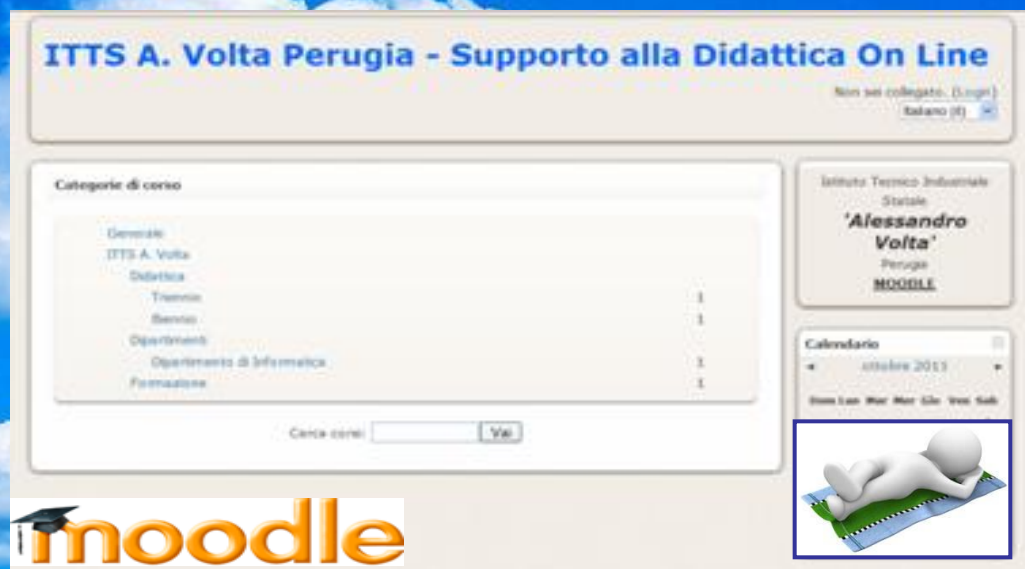 ITTS A. Volta Perugia - Supporto alla Didattica On Line
Non sei collegato. (Login)
Italiano (it)
Categorie di corso
Generale
ITTS A. Volta
Didattica
Triennio 1
Biennio 1
Dipartimenti
Dipartimento di Informatica 1
Formazione 1
Cerca corsi: Vai
Istituto Tecnico Industriale
Statale
'Alessandro
Volta'
Perugia
MOODLE
Calendario
ottobre 2013
Dom Lun Mar Mer Gio Ven Sab
moodle